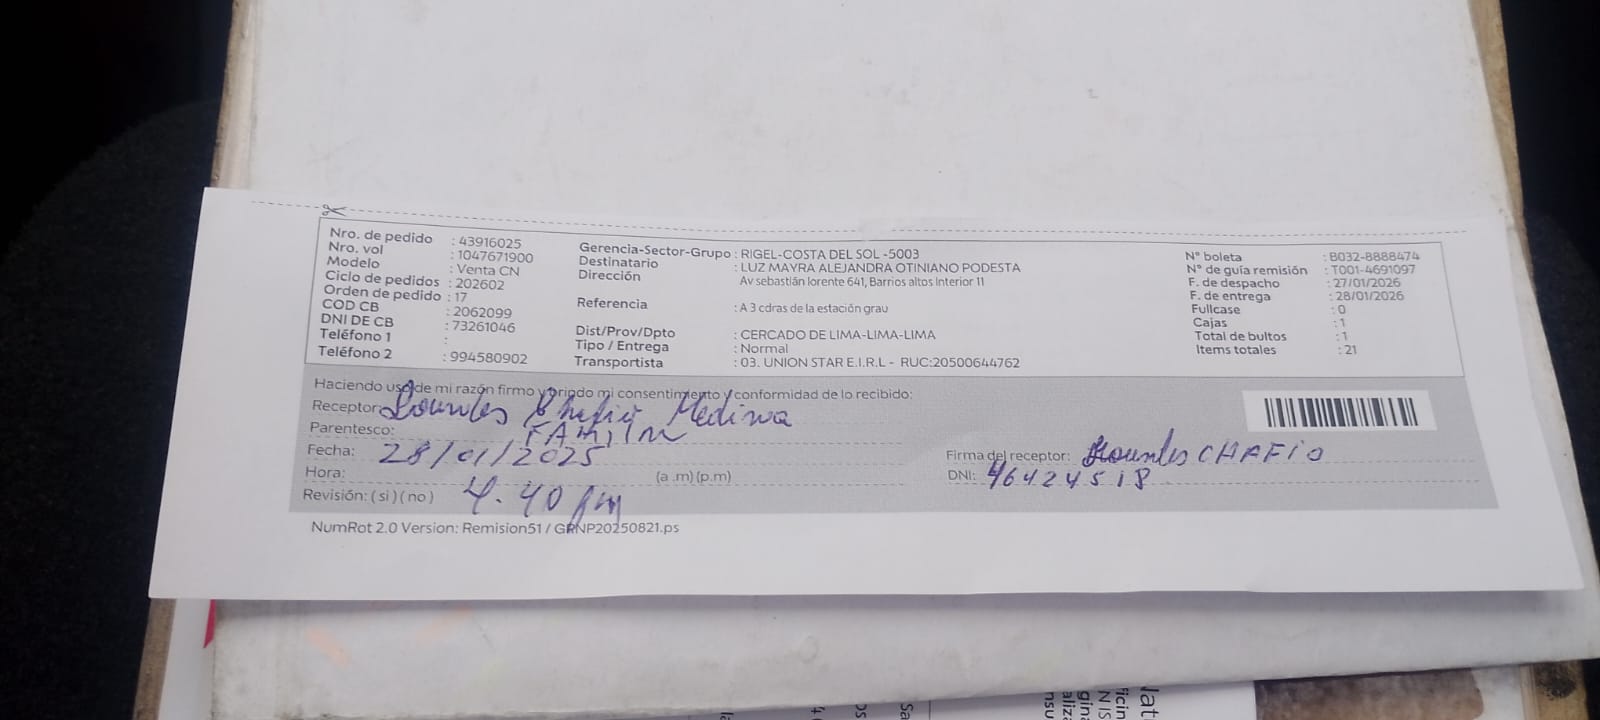 Nro. de pedido : 43916025
Nro. vol : 1047671900
Modelo : Venta CN
Ciclo de pedidos : 202602
Orden de pedido : 17
COD CB : 2062099
DNI DE CB : 73261046
Teléfono 1 :
Teléfono 2 : 994580902
Gerencia-Sector-Grupo : RIGEL-COSTA DEL SOL -5003
Destinatario : LUZ MAYRA ALEJANDRA OTINIANO PODESTA
Dirección Av sebastián lorente 641, Barrios altos Interior 11
Referencia : A 3 cdras de la estación grau
Dist/Prov/Dpto : CERCADO DE LIMA-LIMA-LIMA
Tipo / Entrega : Normal
Transportista : 03. UNION STAR E.I.R.L - RUC:20500644762
N° boleta : B032-8888474
N° de guía remisión : T001-4691097
F. de despacho : 27/01/2026
F. de entrega : 28/01/2026
Fullcase : 0
Cajas : 1
Total de bultos : 1
Items totales : 21
Haciendo uso de mi razón firmo y brindo mi consentimiento y conformidad de lo recibido:
Receptor: Lourdes Medina
Parentesco:
Fecha: 28/01/2025
Hora: (a .m) (p.m)
Revisión: ( si ) ( no ) 4.40 pm
Firma del receptor: Lourdes CHAFIO
DNI: 46424518
NumRot 2.0 Version: Remision51 / GRNP20250821.ps